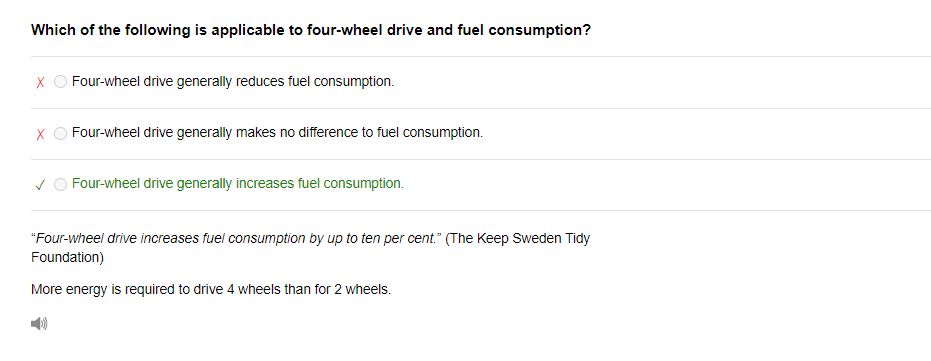 Which of the following is applicable to four-wheel drive and fuel consumption?
Four-wheel drive generally reduces fuel consumption.
Four-wheel drive generally makes no difference to fuel consumption.
Four-wheel drive generally increases fuel consumption.
“Four-wheel drive increases fuel consumption by up to ten per cent.” (The Keep Sweden Tidy
Foundation)
More energy is required to drive 4 wheels than for 2 wheels.